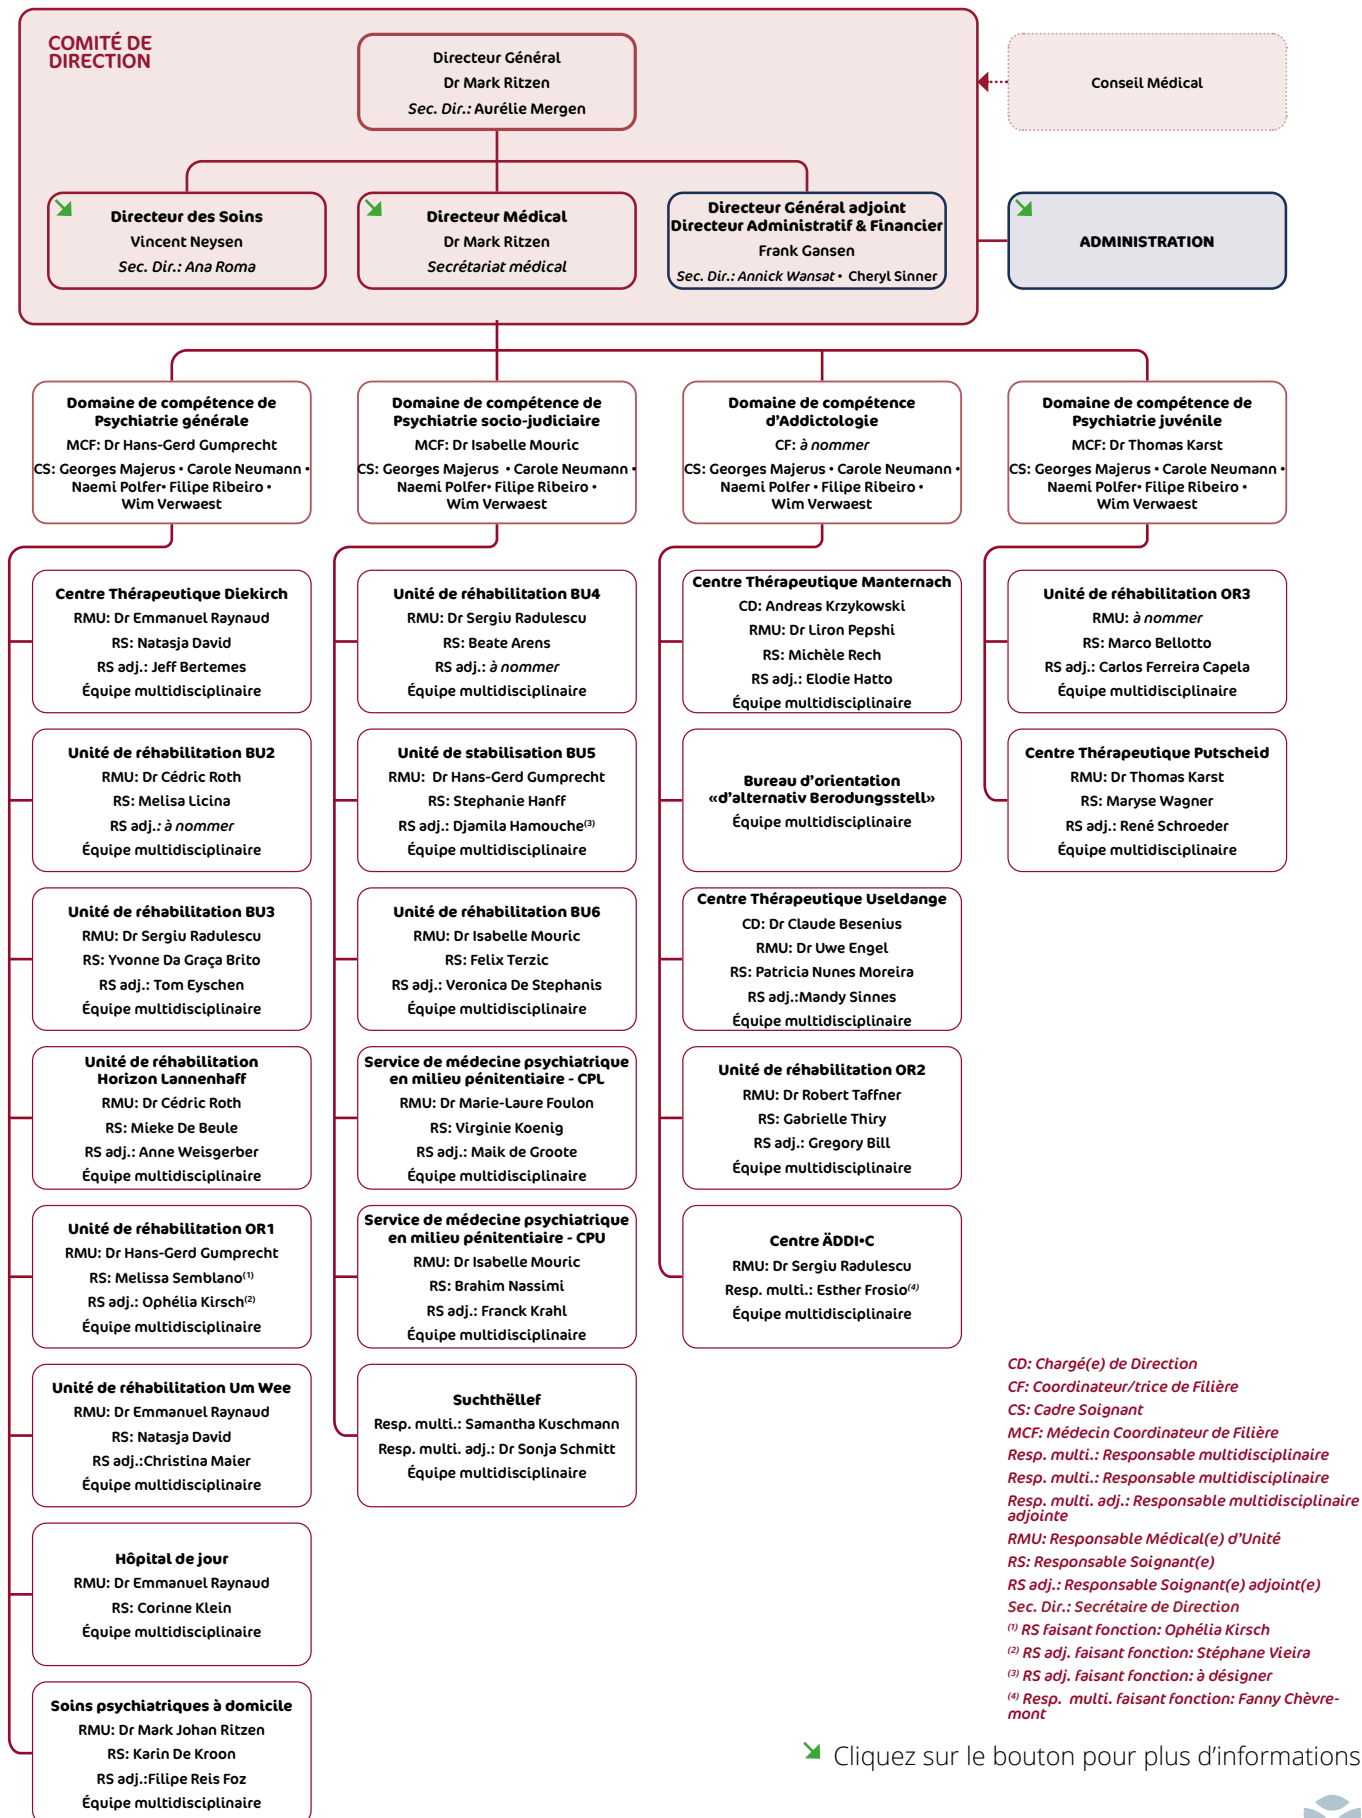 COMITÉ DE
DIRECTION
Directeur Général
Dr Mark Ritzen
Sec. Dir.: Aurélie Mergen
Conseil Médical
Directeur des Soins
Vincent Neysen
Sec. Dir.: Ana Roma
Directeur Médical
Dr Mark Ritzen
Secrétariat médical
Directeur Général adjoint
Directeur Administratif & Financier
Frank Gansen
Sec. Dir.: Annick Wansat • Cheryl Sinner
ADMINISTRATION
Domaine de compétence de
Psychiatrie générale
MCF: Dr Hans-Gerd Gumprecht
CS: Georges Majerus • Carole Neumann •
Naemi Polfer• Filipe Ribeiro •
Wim Verwaest
Domaine de compétence de
Psychiatrie socio-judiciaire
MCF: Dr Isabelle Mouric
CS: Georges Majerus • Carole Neumann •
Naemi Polfer• Filipe Ribeiro •
Wim Verwaest
Domaine de compétence
d'Addictologie
CF: à nommer
CS: Georges Majerus • Carole Neumann •
Naemi Polfer • Filipe Ribeiro •
Wim Verwaest
Domaine de compétence de
Psychiatrie juvénile
MCF: Dr Thomas Karst
CS: Georges Majerus • Carole Neumann •
Naemi Polfer• Filipe Ribeiro •
Wim Verwaest
Centre Thérapeutique Diekirch
RMU: Dr Emmanuel Raynaud
RS: Natasja David
RS adj.: Jeff Bertemes
Équipe multidisciplinaire
Unité de réhabilitation BU2
RMU: Dr Cédric Roth
RS: Melisa Licina
RS adj.: à nommer
Équipe multidisciplinaire
Unité de réhabilitation BU3
RMU: Dr Sergiu Radulescu
RS: Yvonne Da Graça Brito
RS adj.: Tom Eyschen
Équipe multidisciplinaire
Unité de réhabilitation
Horizon Lannenhaff
RMU: Dr Cédric Roth
RS: Mieke De Beule
RS adj.: Anne Weisgerber
Équipe multidisciplinaire
Unité de réhabilitation OR1
RMU: Dr Hans-Gerd Gumprecht
RS: Melissa Semblano(1)
RS adj.: Ophélia Kirsch(2)
Équipe multidisciplinaire
Unité de réhabilitation Um Wee
RMU: Dr Emmanuel Raynaud
RS: Natasja David
RS adj.:Christina Maier
Équipe multidisciplinaire
Hôpital de jour
RMU: Dr Emmanuel Raynaud
RS: Corinne Klein
Équipe multidisciplinaire
Soins psychiatriques à domicile
RMU: Dr Mark Johan Ritzen
RS: Karin De Kroon
RS adj.:Filipe Reis Foz
Équipe multidisciplinaire
Unité de réhabilitation BU4
RMU: Dr Sergiu Radulescu
RS: Beate Arens
RS adj.: à nommer
Équipe multidisciplinaire
Unité de stabilisation BU5
RMU: Dr Hans-Gerd Gumprecht
RS: Stephanie Hanff
RS adj.: Djamila Hamouche(3)
Équipe multidisciplinaire
Unité de réhabilitation BU6
RMU: Dr Isabelle Mouric
RS: Felix Terzic
RS adj.: Veronica De Stephanis
Équipe multidisciplinaire
Service de médecine psychiatrique
en milieu pénitentiaire - CPL
RMU: Dr Marie-Laure Foulon
RS: Virginie Koenig
RS adj.: Maik de Groote
Équipe multidisciplinaire
Service de médecine psychiatrique
en milieu pénitentiaire - CPU
RMU: Dr Isabelle Mouric
RS: Brahim Nassimi
RS adj.: Franck Krahl
Équipe multidisciplinaire
Suchthëllef
Resp. multi.: Samantha Kuschmann
Resp. multi. adj.: Dr Sonja Schmitt
Équipe multidisciplinaire
Centre Thérapeutique Manternach
CD: Andreas Krzykowski
RMU: Dr Liron Pepshi
RS: Michèle Rech
RS adj.: Elodie Hatto
Équipe multidisciplinaire
Bureau d'orientation
«d'alternativ Berodungsstell»
Équipe multidisciplinaire
Centre Thérapeutique Useldange
CD: Dr Claude Besenius
RMU: Dr Uwe Engel
RS: Patricia Nunes Moreira
RS adj.:Mandy Sinnes
Équipe multidisciplinaire
Unité de réhabilitation OR2
RMU: Dr Robert Taffner
RS: Gabrielle Thiry
RS adj.: Gregory Bill
Équipe multidisciplinaire
Centre ÄDDI•C
RMU: Dr Sergiu Radulescu
Resp. multi.: Esther Frosio(4)
Équipe multidisciplinaire
Unité de réhabilitation OR3
RMU: à nommer
RS: Marco Bellotto
RS adj.: Carlos Ferreira Capela
Équipe multidisciplinaire
Centre Thérapeutique Putscheid
RMU: Dr Thomas Karst
RS: Maryse Wagner
RS adj.: René Schroeder
Équipe multidisciplinaire
CD: Chargé(e) de Direction
CF: Coordinateur/trice de Filière
CS: Cadre Soignant
MCF: Médecin Coordinateur de Filière
Resp. multi.: Responsable multidisciplinaire
Resp. multi.: Responsable multidisciplinaire
Resp. multi. adj.: Responsable multidisciplinaire
adjointe
RMU: Responsable Médical(e) d'Unité
RS: Responsable Soignant(e)
RS adj.: Responsable Soignant(e) adjoint(e)
Sec. Dir.: Secrétaire de Direction
(1) RS faisant fonction: Ophélia Kirsch
(2) RS adj. faisant fonction: Stéphane Vieira
(3) RS adj. faisant fonction: à désigner
(4) Resp. multi. faisant fonction: Fanny Chèvre-
mont
Cliquez sur le bouton pour plus d'informations